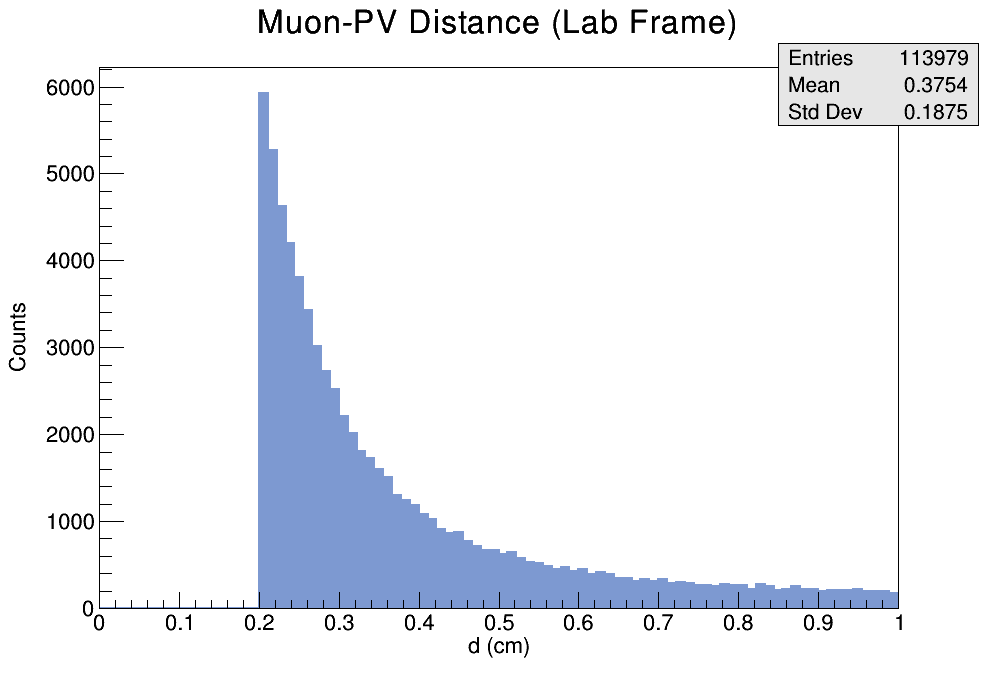 Muon-PV Distance (Lab Frame)
Entries 113979
Mean 0.3754
Std Dev 0.1875
6000
5000
4000
3000
2000
1000
0
Counts
0 0.1 0.2 0.3 0.4 0.5 0.6 0.7 0.8 0.9 1
d (cm)